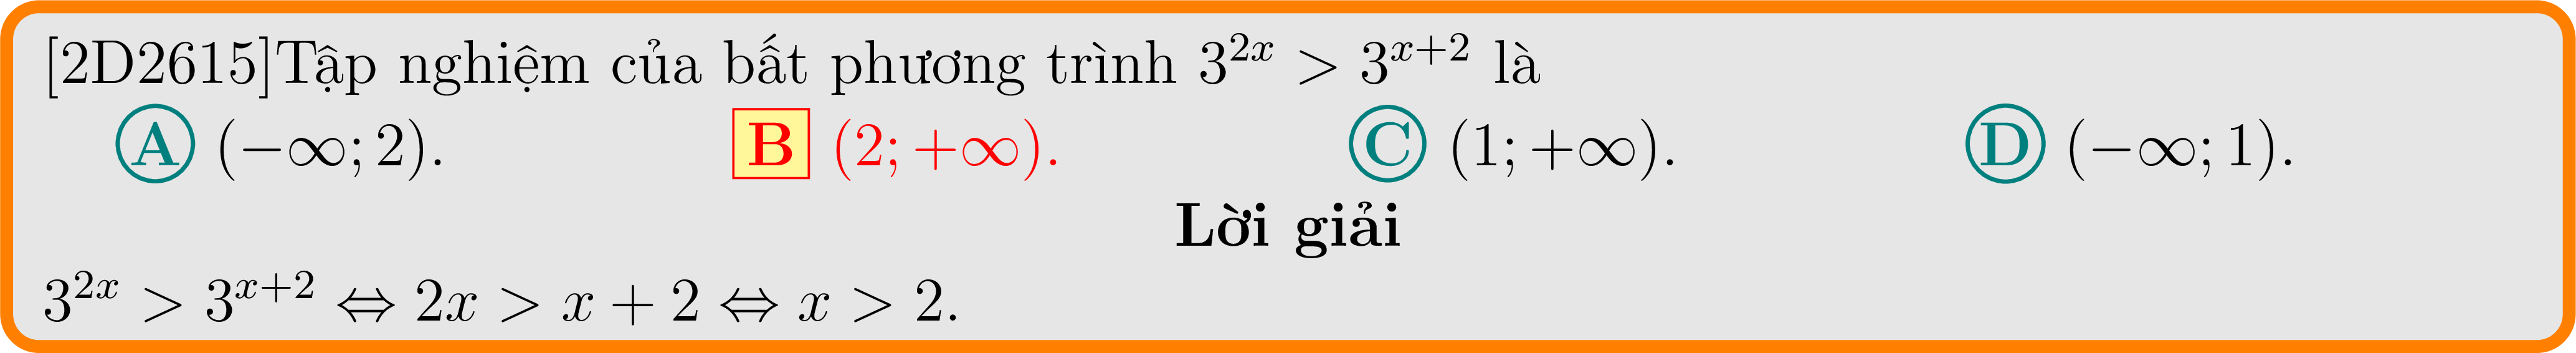 [2D2615]Tập nghiệm của bất phương trình $3^{2x} > 3^{x+2}$ là
A $(-\infty; 2)$. B $(2; +\infty)$. C $(1; +\infty)$. D $(-\infty; 1)$.
Lời giải
$3^{2x} > 3^{x+2} \Leftrightarrow 2x > x + 2 \Leftrightarrow x > 2$.